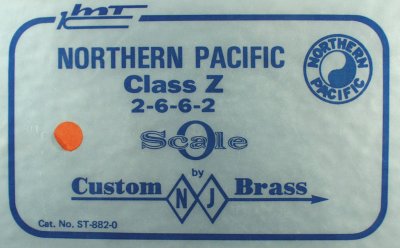 KMT
NORTHERN PACIFIC
NORTHERN PACIFIC
Class Z
2-6-6-2
O Scale
by
Custom NJ Brass
Cat. No. ST-882-0